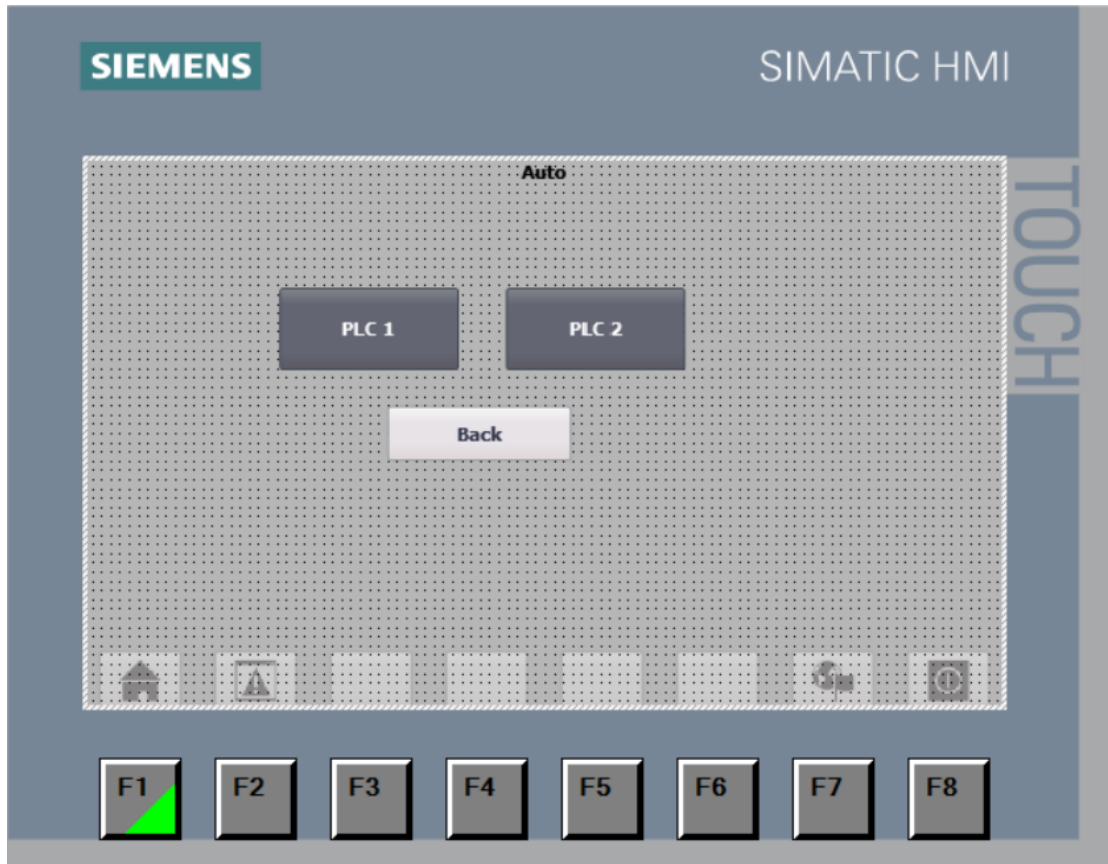 SIEMENS
SIMATIC HMI
TOUCH
Auto
PLC 1
PLC 2
Back
F1
F2
F3
F4
F5
F6
F7
F8